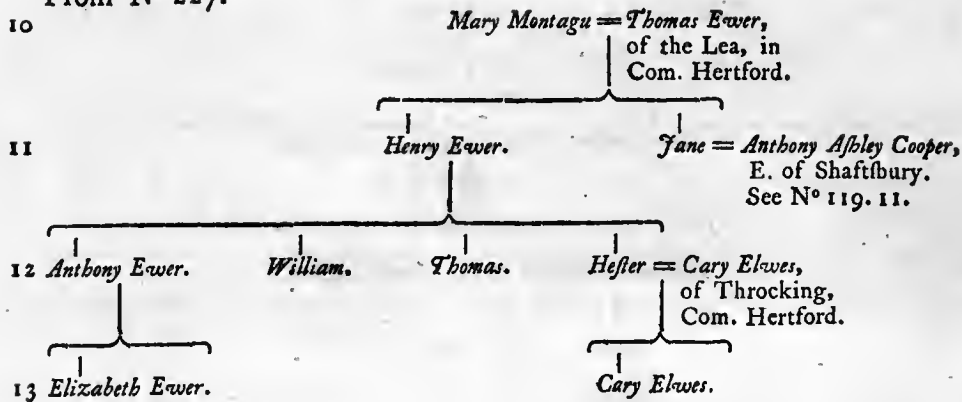 From Nº 227.
10 Mary Montagu = Thomas Ewer,
of the Lea, in
Com. Hertford.
11 Henry Ewer. Jane = Anthony Aſhley Cooper,
E. of Shaftſbury.
See Nº 119. 11.
12 Anthony Ewer. William. Thomas. Heſter = Cary Elwes,
of Throcking,
Com. Hertford.
13 Elizabeth Ewer. Cary Elwes.